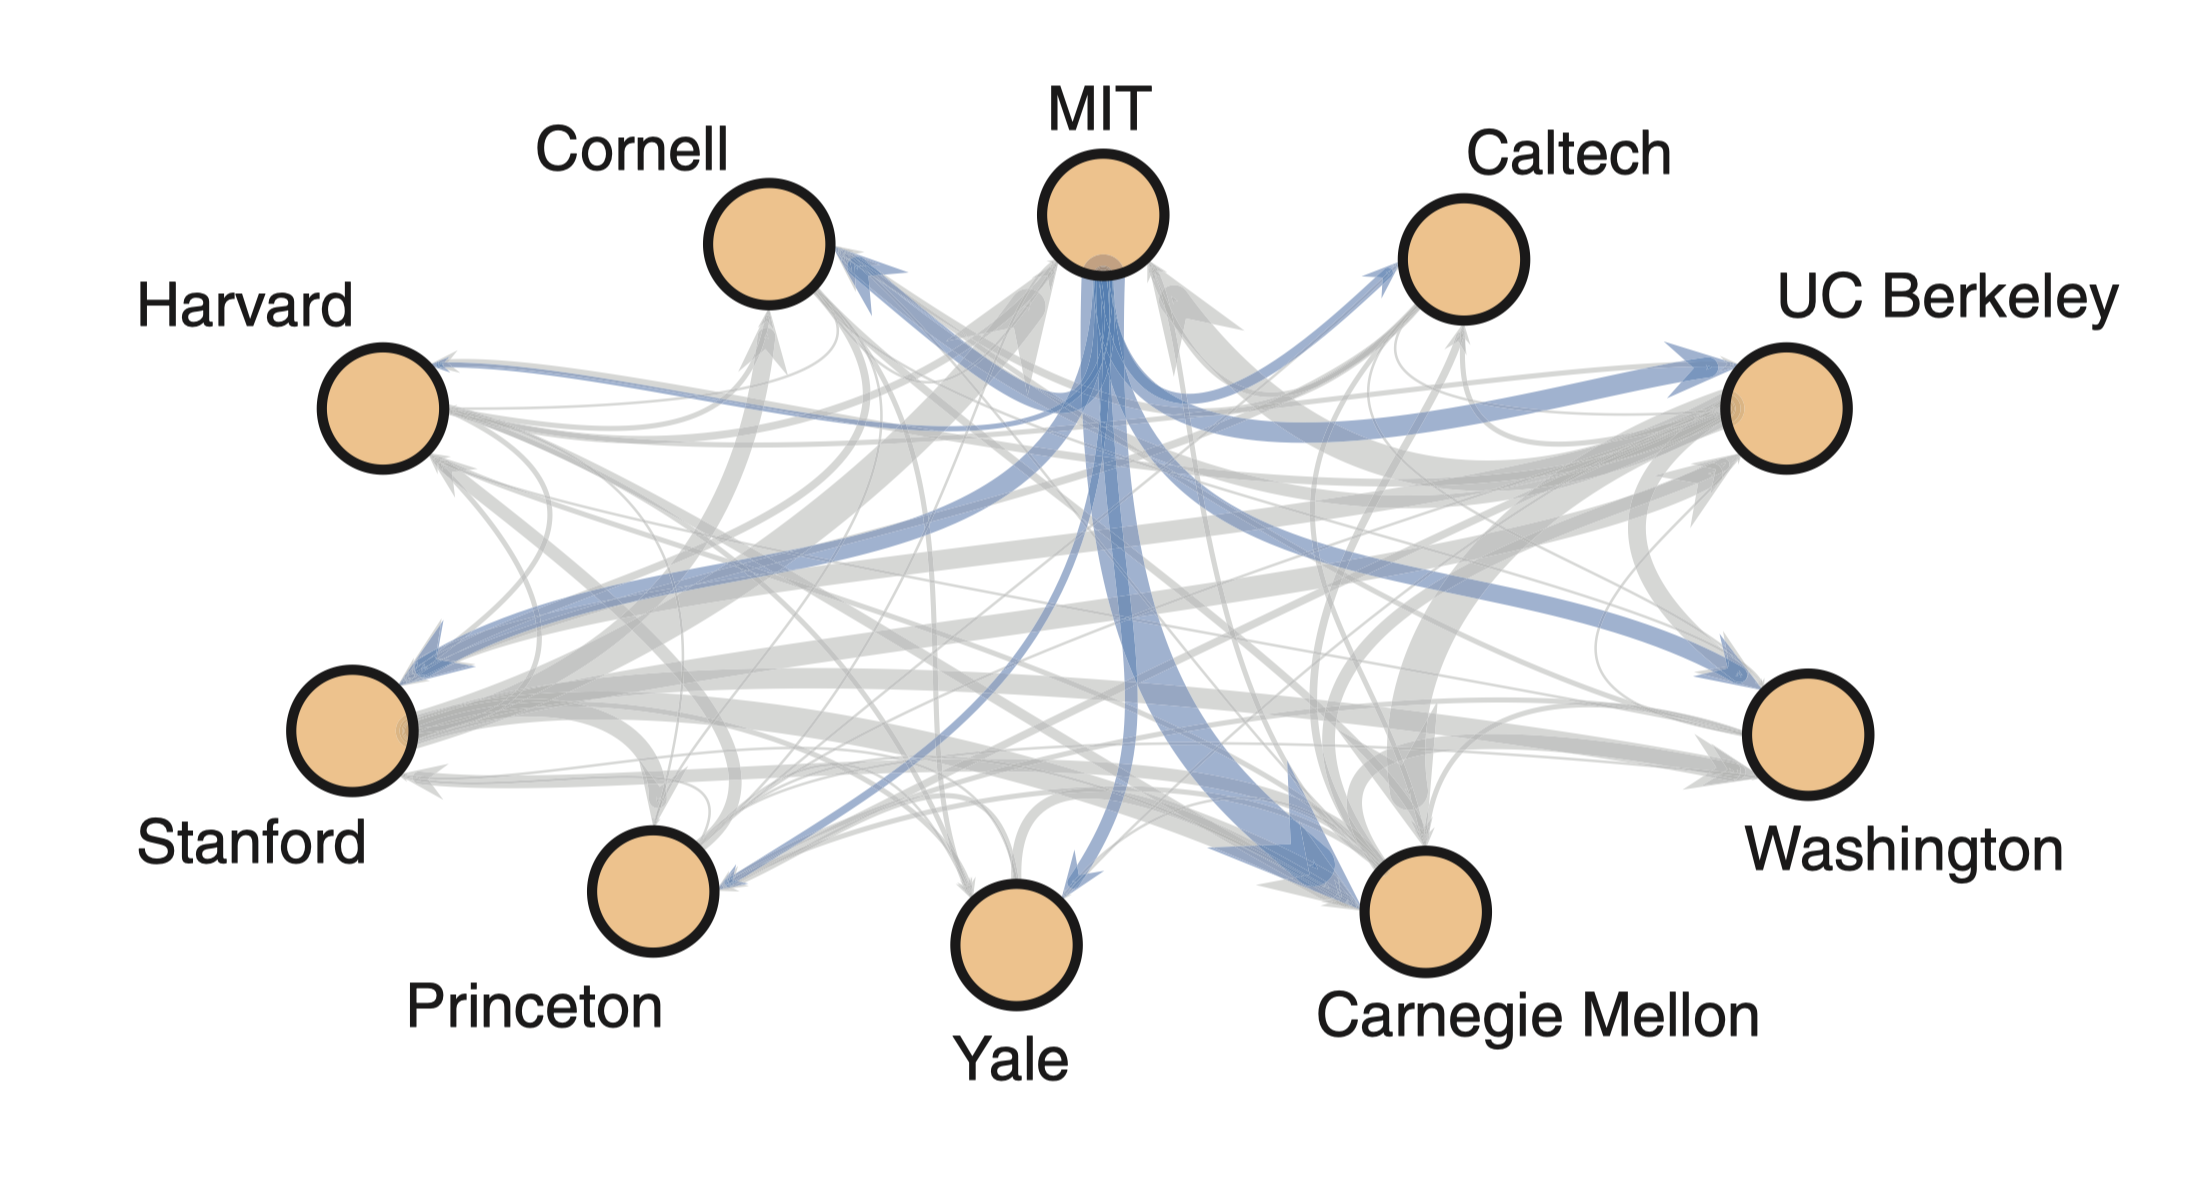 MIT
Cornell
Caltech
Harvard
UC Berkeley
Stanford
Washington
Princeton
Carnegie Mellon
Yale